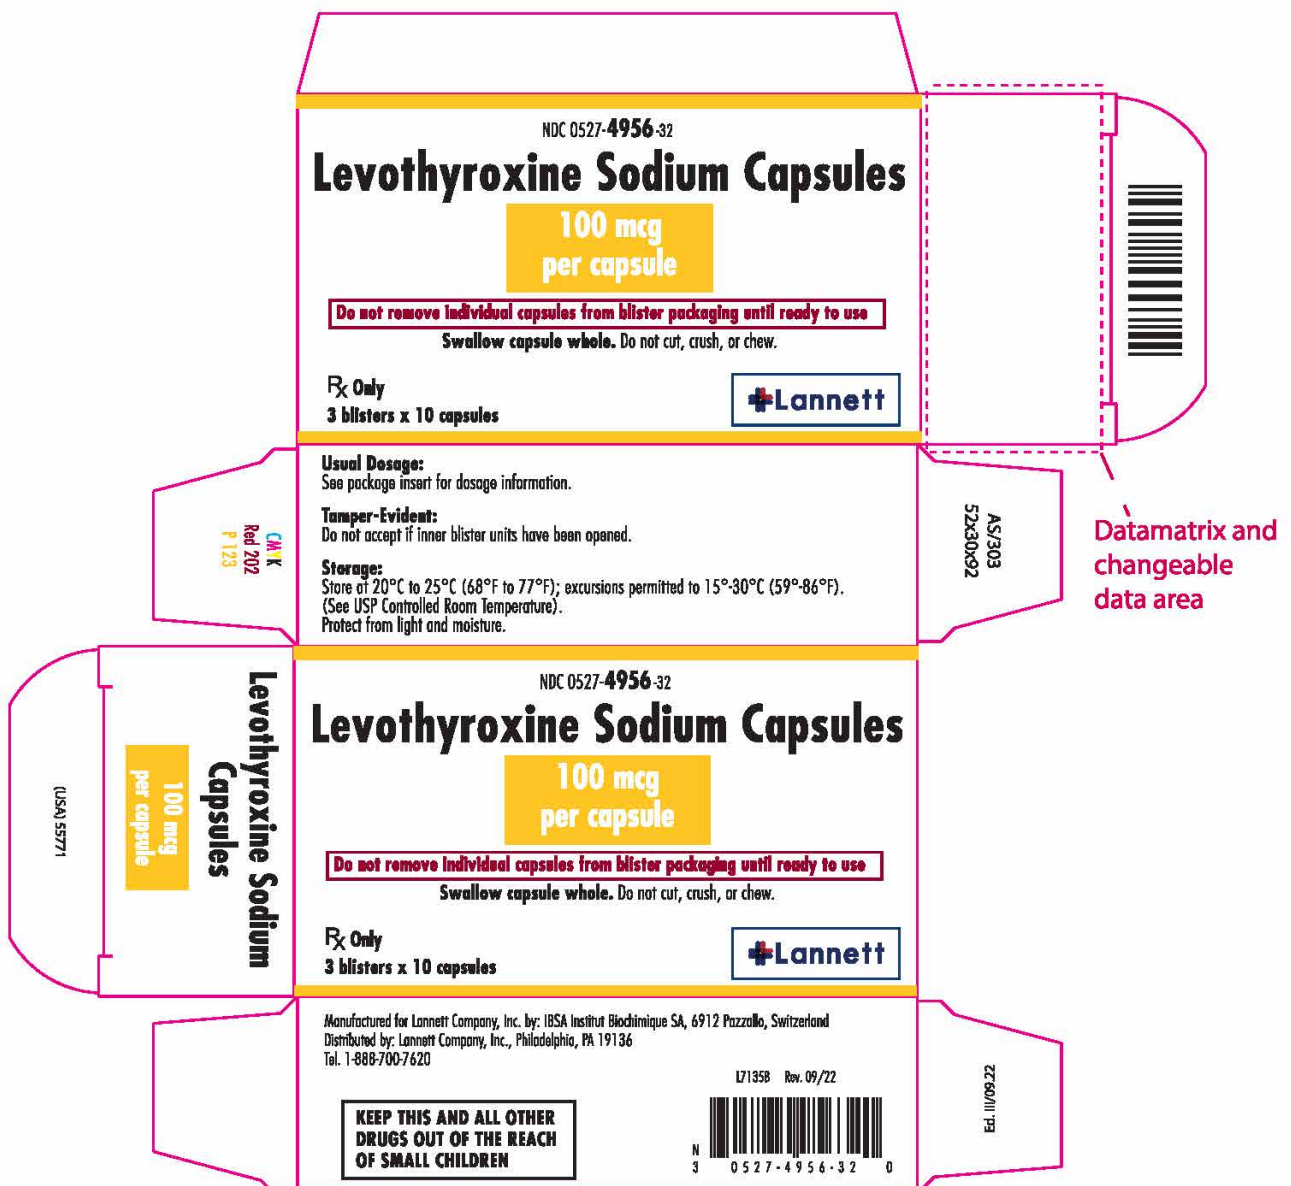 NDC 0527-4956-32
Levothyroxine Sodium Capsules
100 mcg
per capsule
Do not remove individual capsules from blister packaging until ready to use
Swallow capsule whole. Do not cut, crush, or chew.
Rx Only
3 blisters x 10 capsules
Lannett
Usual Dosage:
See package insert for dosage information.
Tamper-Evident:
Do not accept if inner blister units have been opened.
Storage:
Store at 20°C to 25°C (68°F to 77°F); excursions permitted to 15°-30°C (59°-86°F).
(See USP Controlled Room Temperature).
Protect from light and moisture.
CMYK
Red 202
P 123
AS/303
52x30x92
Datamatrix and
changeable
data area
NDC 0527-4956-32
Levothyroxine Sodium Capsules
100 mcg
per capsule
Do not remove individual capsules from blister packaging until ready to use
Swallow capsule whole. Do not cut, crush, or chew.
Rx Only
3 blisters x 10 capsules
Lannett
Levothyroxine Sodium
Capsules
100 mcg
per capsule
(USA) 55771
Manufactured for Lannett Company, Inc. by: IBSA Institut Biochimique SA, 6912 Pazzallo, Switzerland
Distributed by: Lannett Company, Inc., Philadelphia, PA 19136
Tel. 1-888-700-7620
L7135B Rev. 09/22
KEEP THIS AND ALL OTHER
DRUGS OUT OF THE REACH
OF SMALL CHILDREN
N
3 0527-4956-32 0
Ed. III/09.22